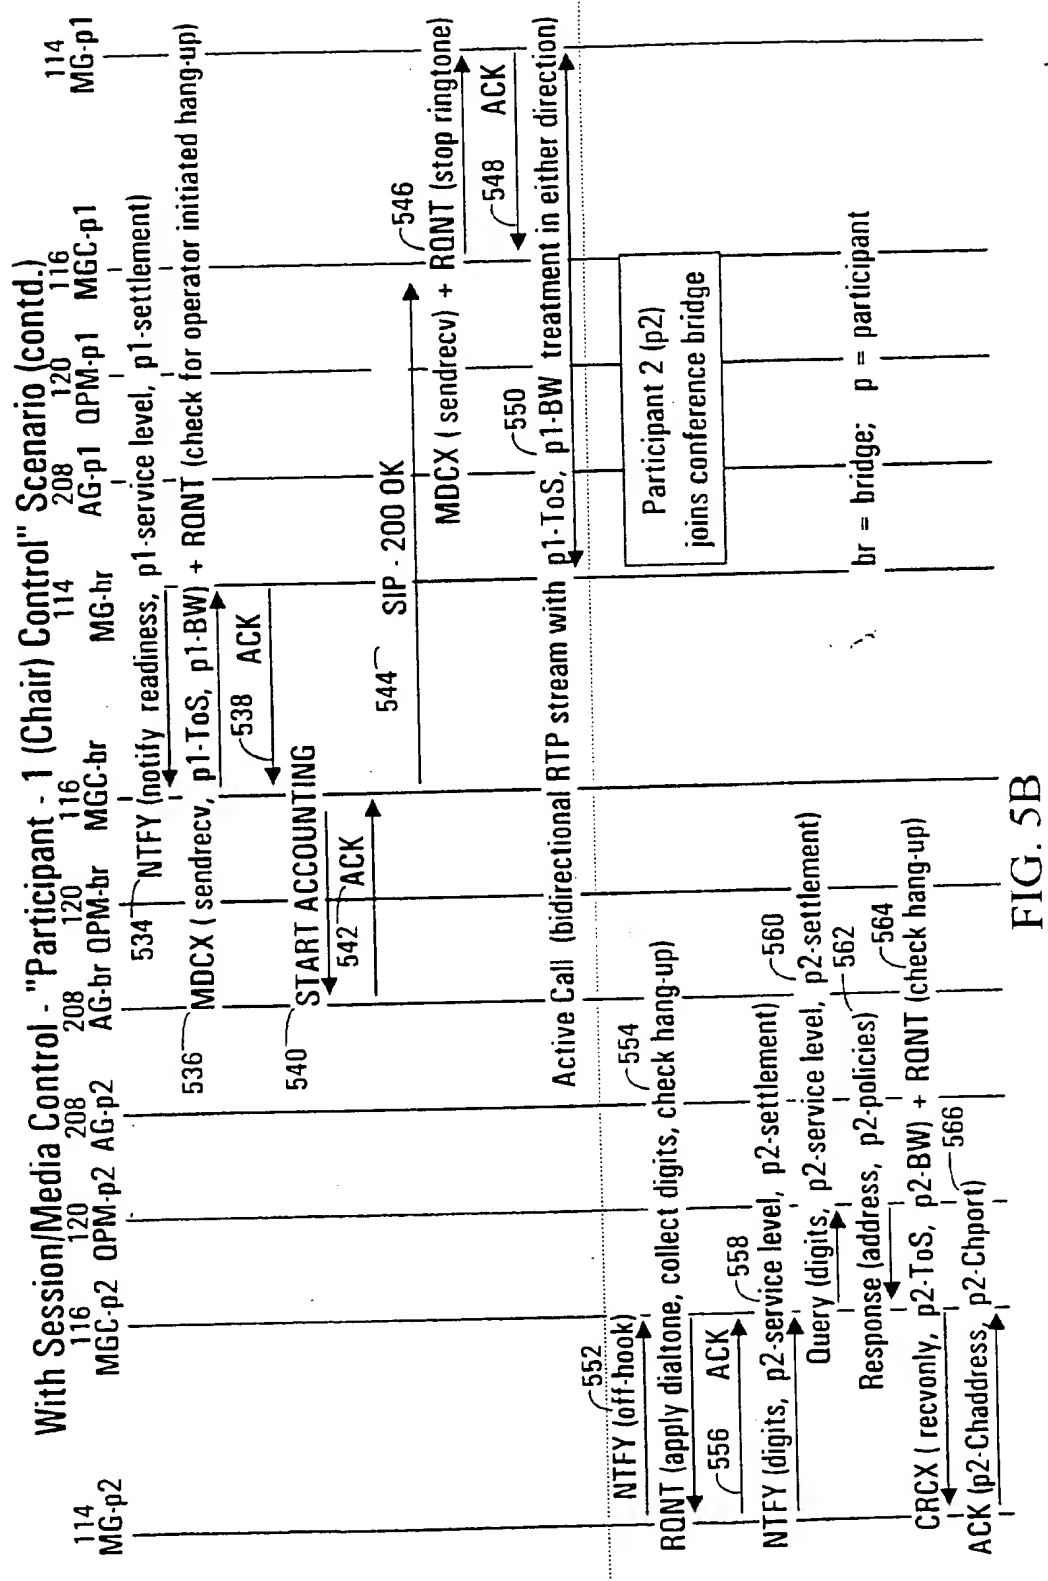 With Session/Media Control - "Participant - 1 (Chair) Control" Scenario (contd.)
114 116 120 208 208 120 116 114 208 120 116 114
MG-p2 MGC-p2 QPM-p2 AG-p2 AG-br QPM-br MGC-br MG-br AG-p1 QPM-p1 MGC-p1 MG-p1
534 NTFY (notify readiness, p1-service level, p1-settlement)
536 MDCX ( sendrecv, p1-ToS, p1-BW) + RQNT (check for operator initiated hang-up)
538 ACK
540 START ACCOUNTING
542 ACK
544 SIP - 200 OK
546
MDCX ( sendrecv) + RQNT (stop ringtone)
548 ACK
550
Active Call (bidirectional RTP stream with p1-ToS, p1-BW treatment in either direction)
552
NTFY (off-hook)
554
RQNT (apply dialtone, collect digits, check hang-up)
Participant 2 (p2)
joins conference bridge
556 ACK
558
NTFY (digits, p2-service level, p2-settlement)
560
Query (digits, p2-service level, p2-settlement)
562
Response (address, p2-policies)
564
CRCX ( recvonly, p2-ToS, p2-BW) + RQNT (check hang-up)
566
ACK (p2-Chaddress, p2-Chport)
br = bridge; p = participant
FIG. 5B